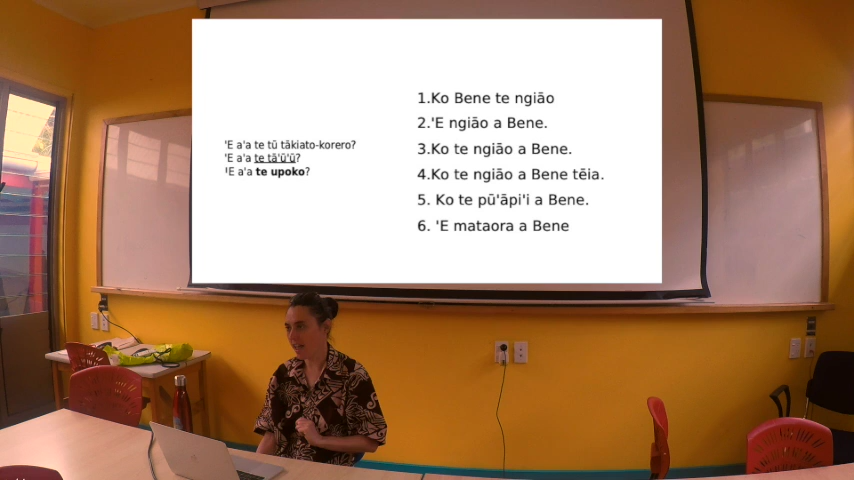 'E a'a te tū tākiato-korero?
'E a'a te tā'ū'ū?
'E a'a te upoko?
1.Ko Bene te ngiāo
2.'E ngiāo a Bene.
3.Ko te ngiāo a Bene.
4.Ko te ngiāo a Bene tēia.
5. Ko te pū'āpi'i a Bene.
6. 'E mataora a Bene